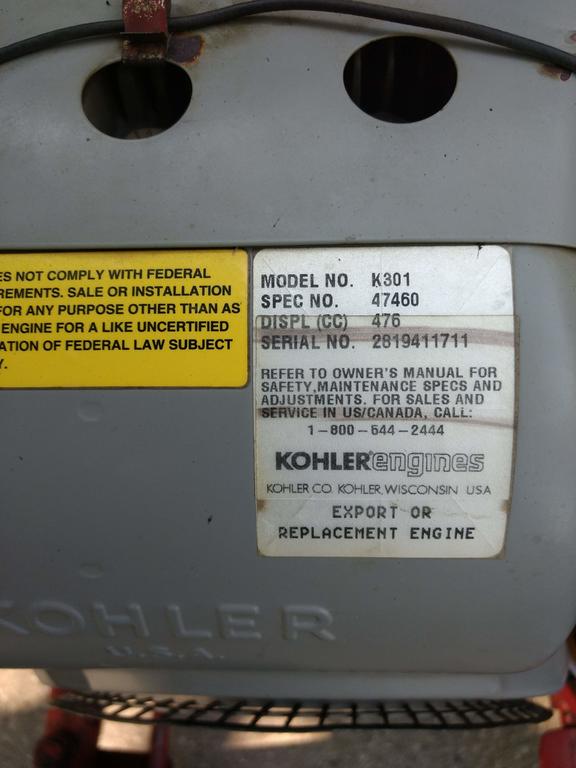 ES NOT COMPLY WITH FEDERAL
REMENTS. SALE OR INSTALLATION
FOR ANY PURPOSE OTHER THAN AS
ENGINE FOR A LIKE UNCERTIFIED
ATION OF FEDERAL LAW SUBJECT
Y.
MODEL NO. K301
SPEC NO. 47460
DISPL (CC) 476
SERIAL NO. 2819411711
REFER TO OWNER'S MANUAL FOR
SAFETY,MAINTENANCE SPECS AND
ADJUSTMENTS. FOR SALES AND
SERVICE IN US/CANADA, CALL:
1-800-544-2444
KOHLER engines
KOHLER CO. KOHLER, WISCONSIN USA
EXPORT OR
REPLACEMENT ENGINE
KOHLER
U.S.A.